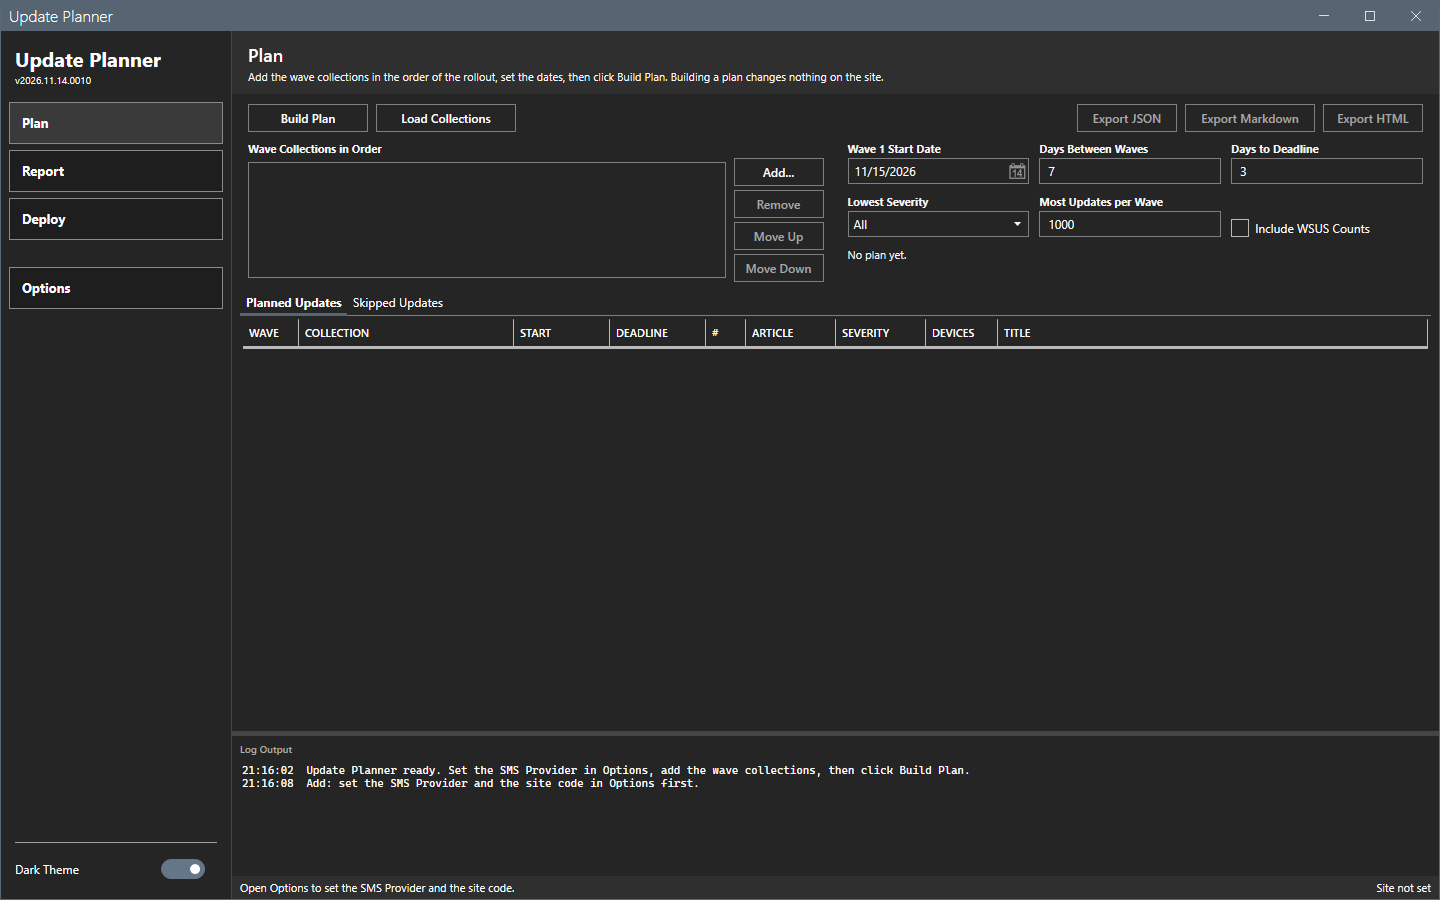 Update Planner
Update Planner
v2026.11.14.0010
Plan
Report
Deploy
Options
Dark Theme
Plan
Add the wave collections in the order of the rollout, set the dates, then click Build Plan. Building a plan changes nothing on the site.
Build Plan
Load Collections
Export JSON
Export Markdown
Export HTML
Wave Collections in Order
Add...
Remove
Move Up
Move Down
Wave 1 Start Date
Days Between Waves
Days to Deadline
11/15/2026
14
7
3
Lowest Severity
Most Updates per Wave
All
1000
Include WSUS Counts
No plan yet.
Planned Updates
Skipped Updates
WAVE COLLECTION START DEADLINE # ARTICLE SEVERITY DEVICES TITLE
Log Output
21:16:02 Update Planner ready. Set the SMS Provider in Options, add the wave collections, then click Build Plan.
21:16:08 Add: set the SMS Provider and the site code in Options first.
Open Options to set the SMS Provider and the site code.
Site not set